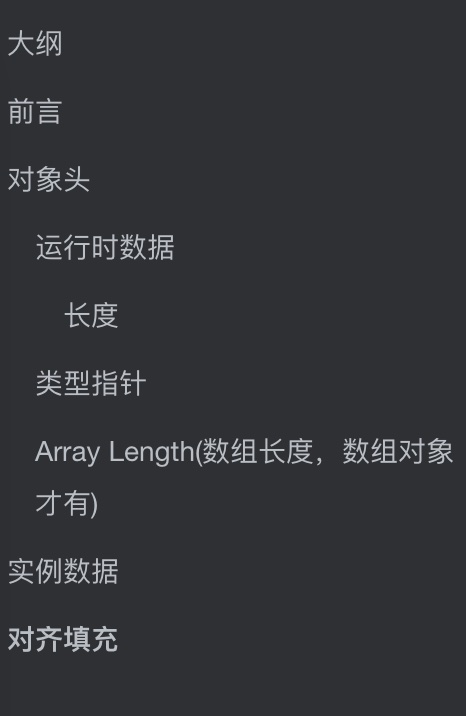 大纲
前言
对象头
运行时数据
长度
类型指针
Array Length(数组长度，数组对象
才有)
实例数据
对齐填充